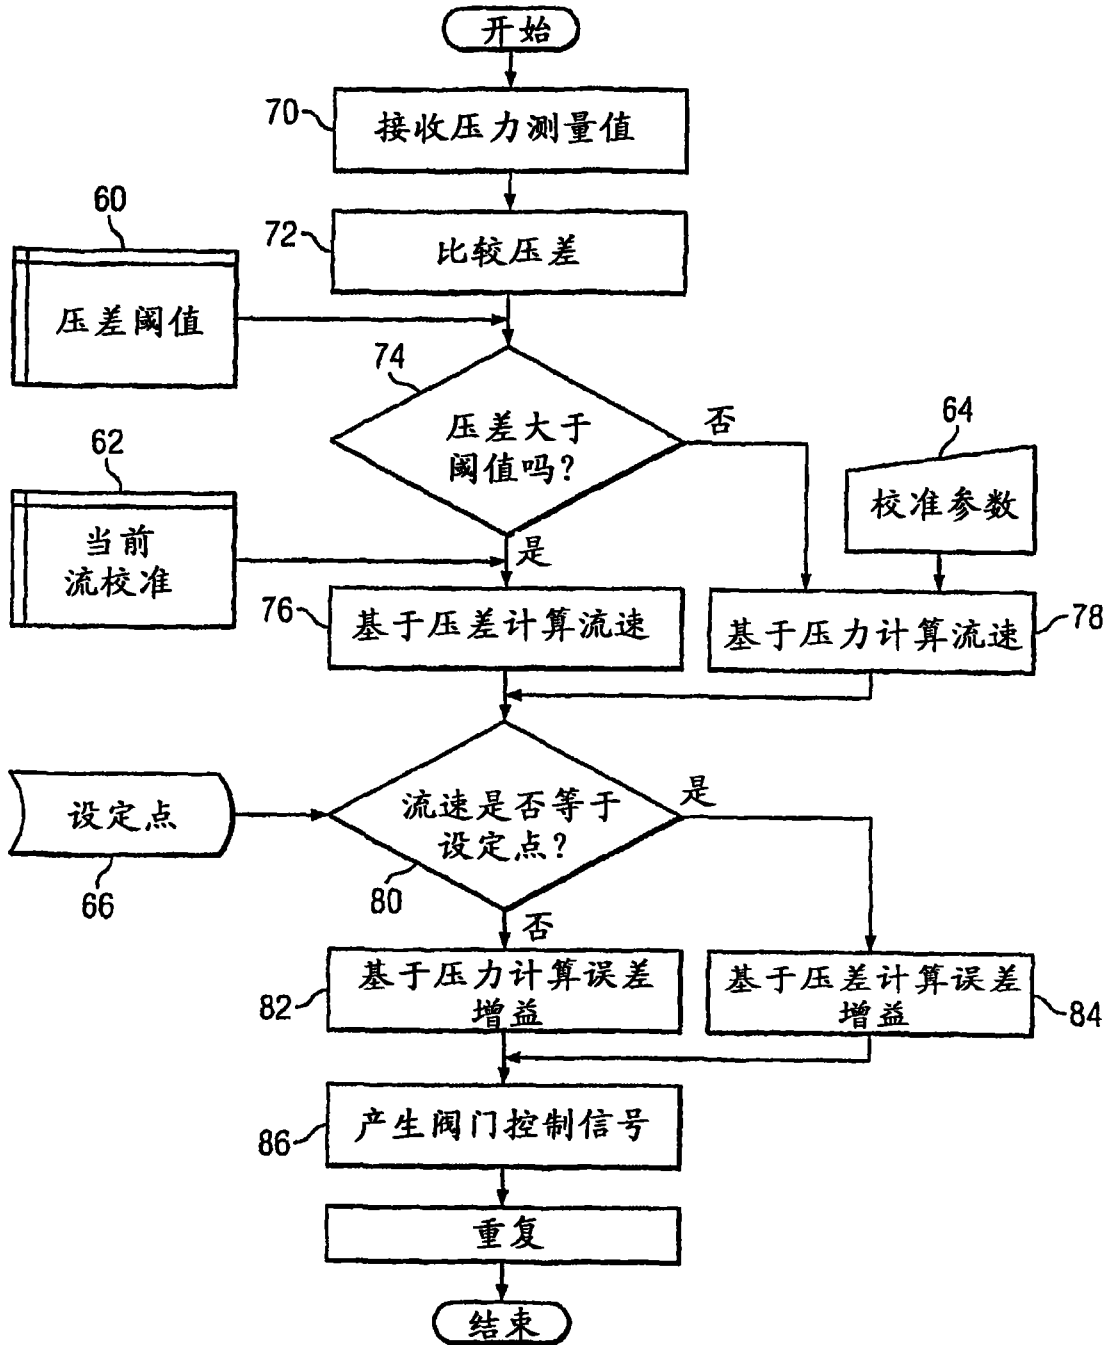 开始
70
接收压力测量值
60
72
比较压差
压差阈值
74
压差大于
阈值吗?
否
64
62
校准参数
当前
流校准
是
76
基于压差计算流速
基于压力计算流速
78
设定点
66
流速是否等于
设定点?
是
80
否
82
基于压力计算误差
增益
基于压差计算误差
增益
84
86
产生阀门控制信号
重复
结束